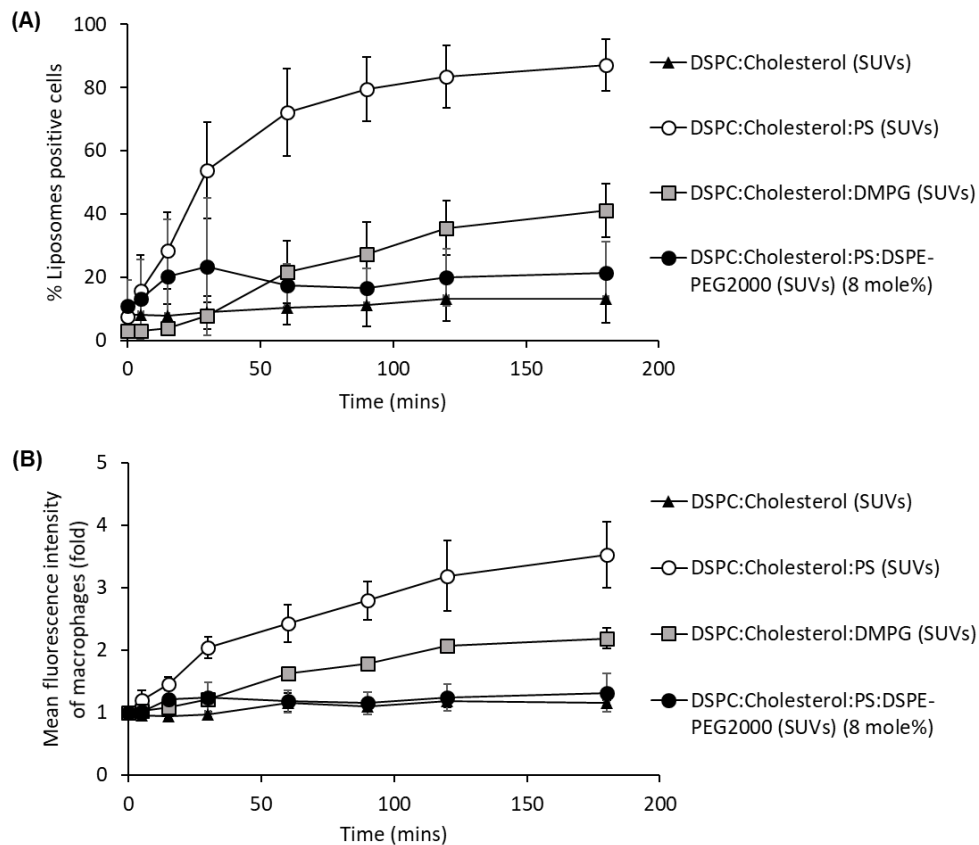 (A)
100
80
60
40
20
0
% Liposomes positive cells
0 50 100 150 200
Time (mins)
DSPC:Cholesterol (SUVs)
DSPC:Cholesterol:PS (SUVs)
DSPC:Cholesterol:DMPG (SUVs)
DSPC:Cholesterol:PS:DSPE-
PEG2000 (SUVs) (8 mole%)
(B)
5
4
3
2
1
0
Mean fluorescence intensity
of macrophages (fold)
0 50 100 150 200
Time (mins)
DSPC:Cholesterol (SUVs)
DSPC:Cholesterol:PS (SUVs)
DSPC:Cholesterol:DMPG (SUVs)
DSPC:Cholesterol:PS:DSPE-
PEG2000 (SUVs) (8 mole%)